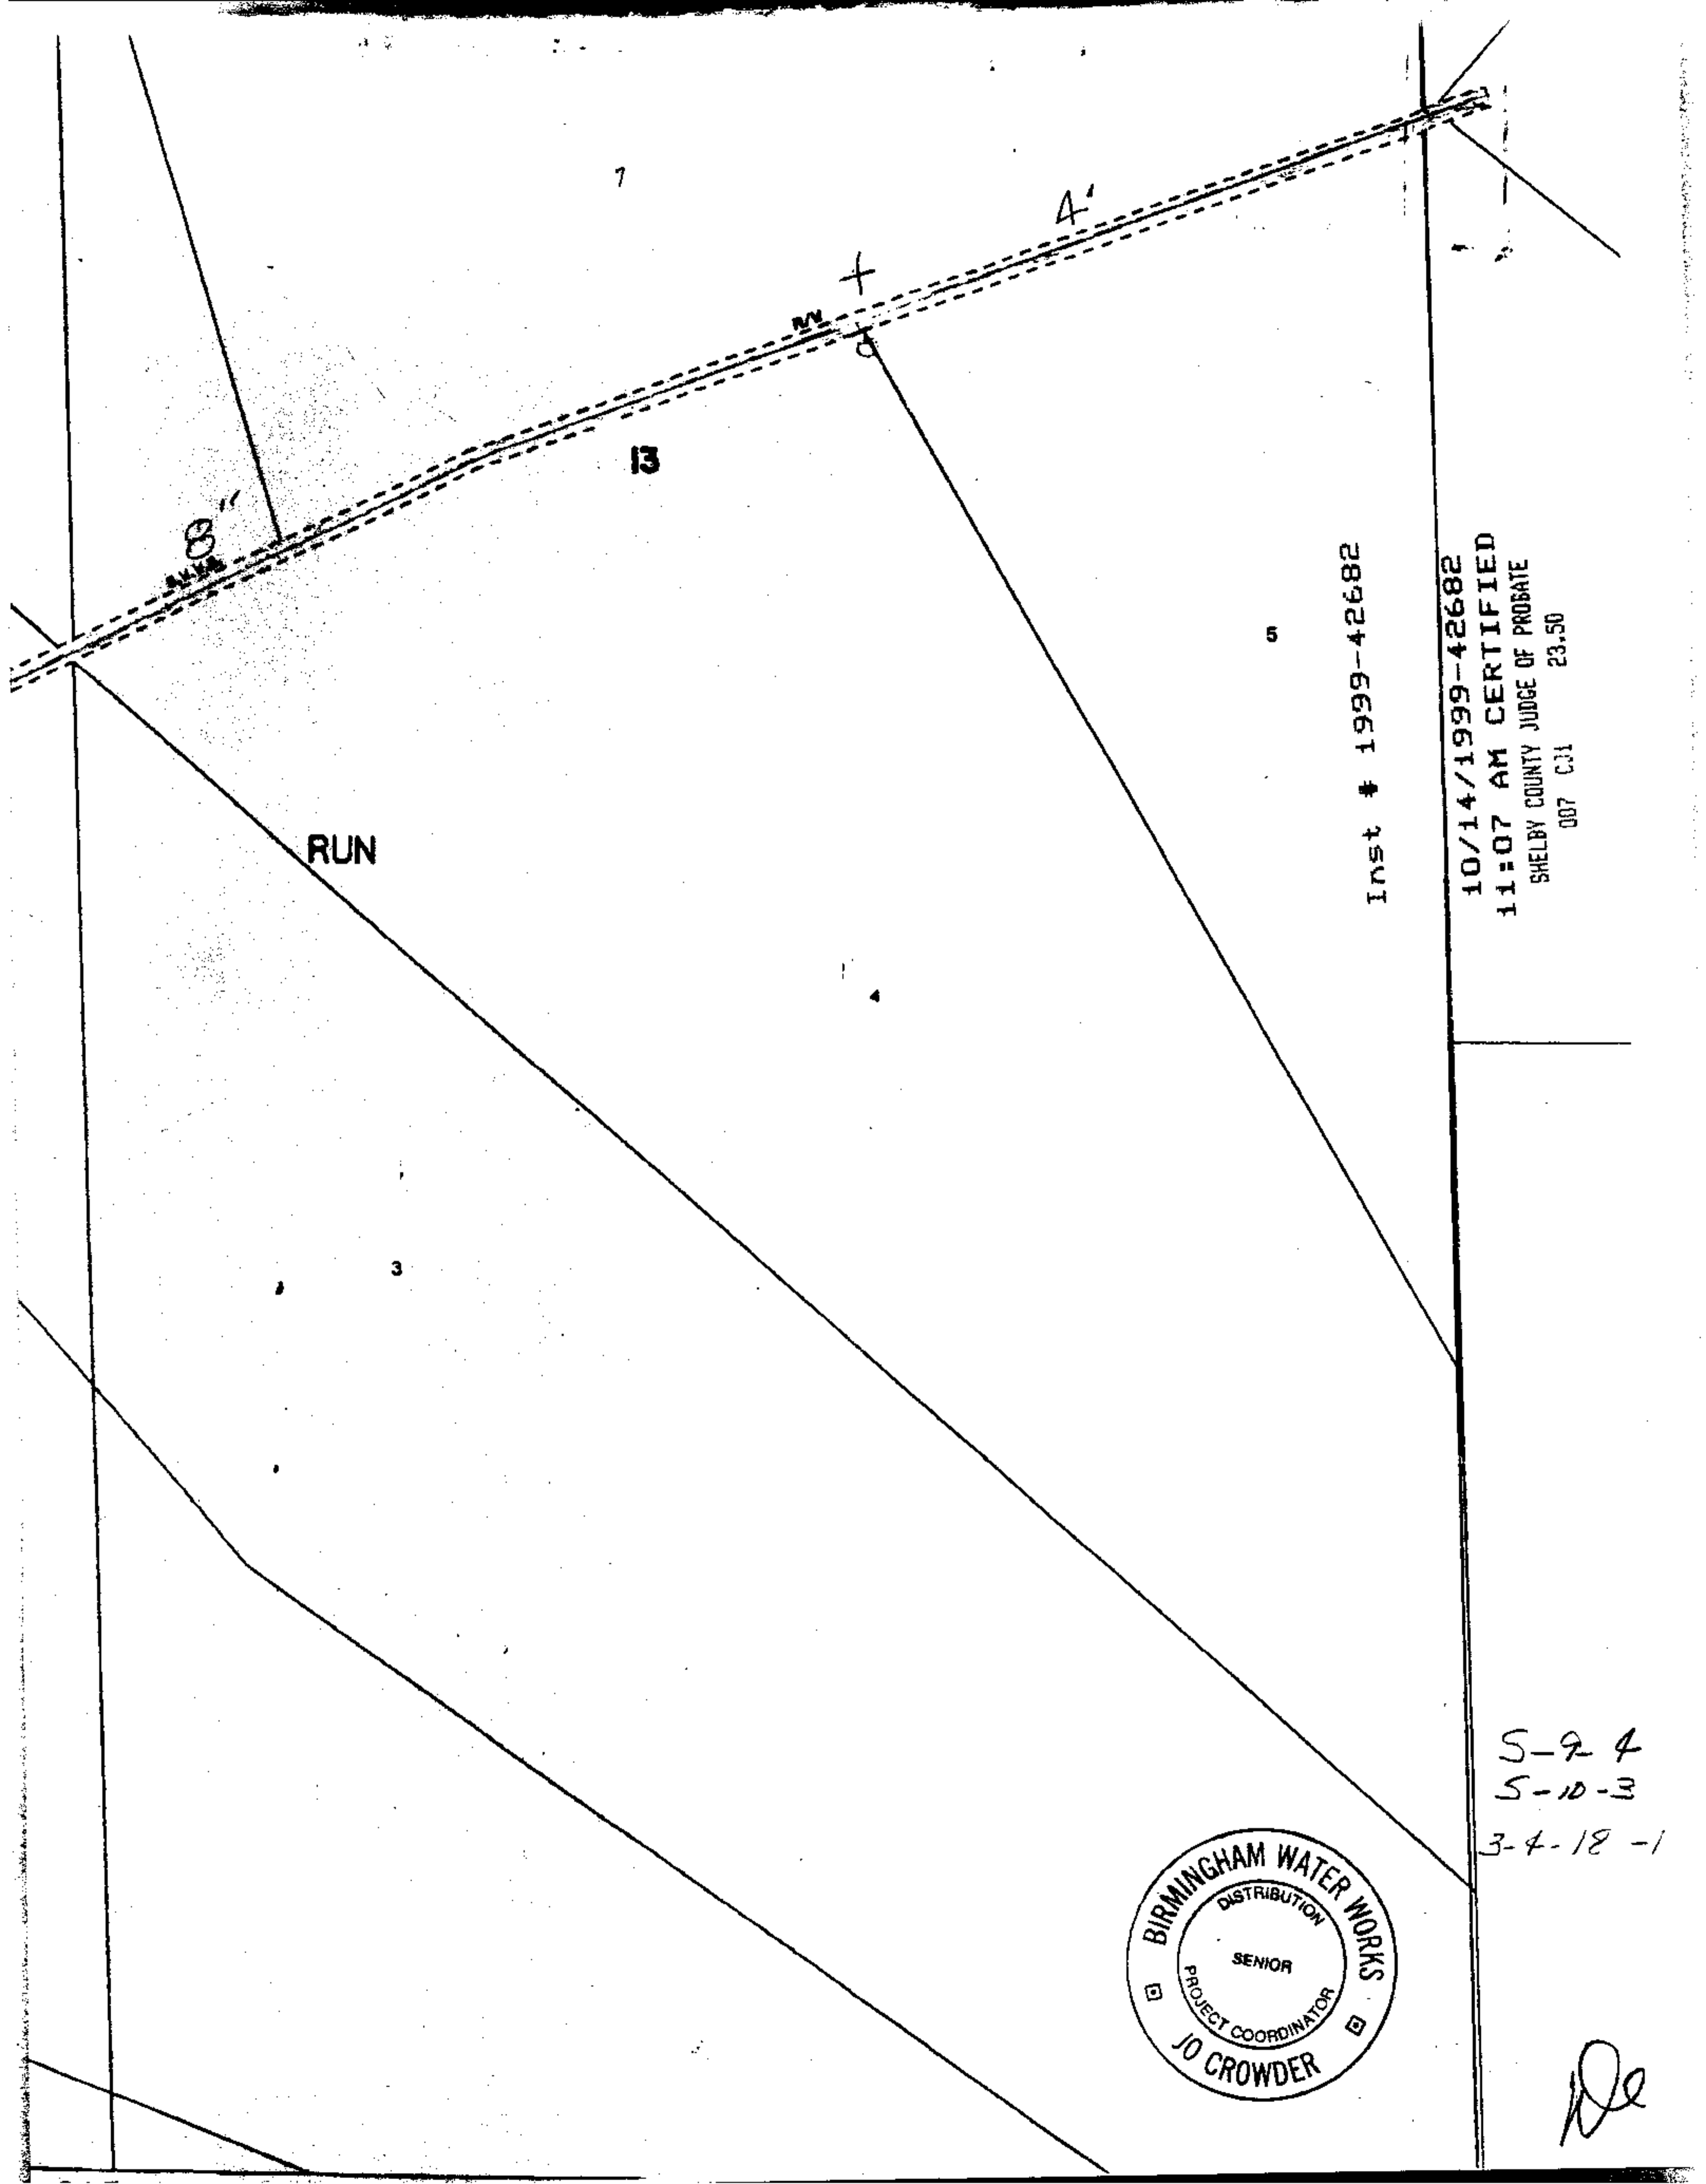 7
4'
R/W
13
8"
5
Inst # 1999-42682
10/14/1999-42682
11:07 AM CERTIFIED
SHELBY COUNTY JUDGE OF PROBATE
007 CJ1 23.50
RUN
4
3
S-9-4
S-10-3
3-4-18-1
BIRMINGHAM WATER WORKS
DISTRIBUTION
SENIOR
PROJECT COORDINATOR
JO CROWDER